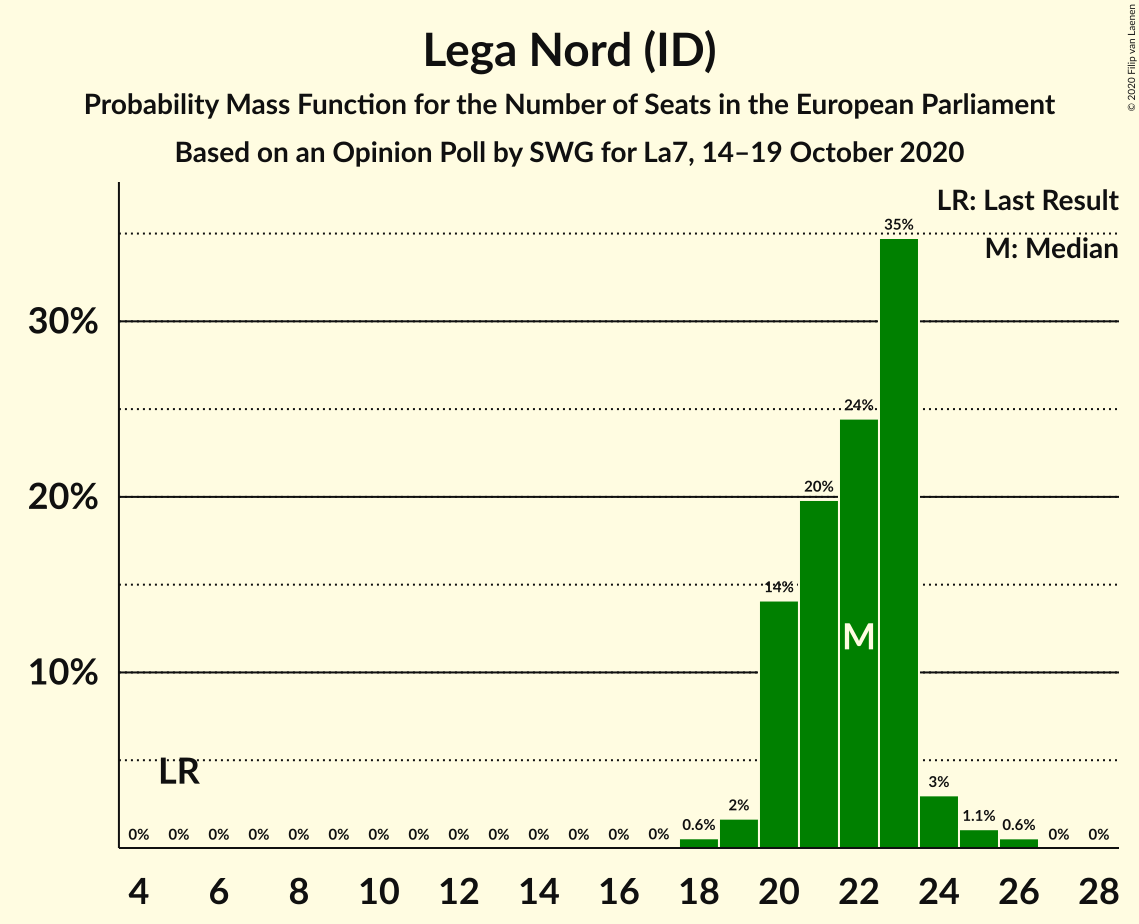 © 2020 Filip van Laenen
Lega Nord (ID)
Probability Mass Function for the Number of Seats in the European Parliament
Based on an Opinion Poll by SWG for La7, 14–19 October 2020
LR: Last Result
M: Median
35%
30%
24%
20%
20%
14%
M
10%
LR
3%
2%
1.1%
0.6%
0.6%
0% 0% 0% 0% 0% 0% 0% 0% 0% 0% 0% 0% 0% 0% 0% 0%
4 6 8 10 12 14 16 18 20 22 24 26 28